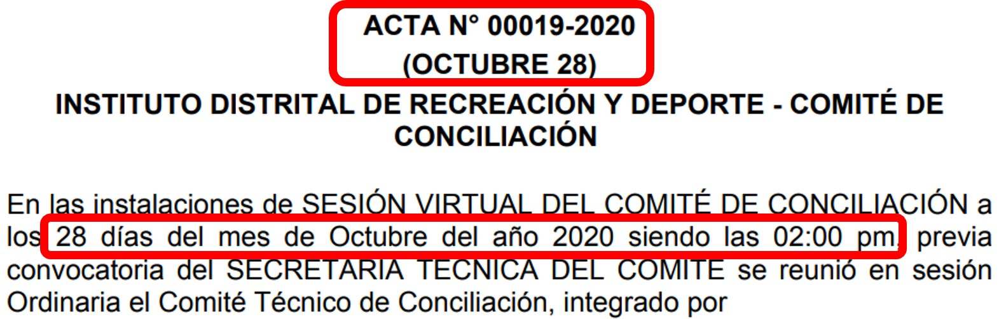 ACTA N° 00019-2020
(OCTUBRE 28)
INSTITUTO DISTRITAL DE RECREACIÓN Y DEPORTE - COMITÉ DE
CONCILIACIÓN
En las instalaciones de SESIÓN VIRTUAL DEL COMITÉ DE CONCILIACIÓN a
los 28 días del mes de Octubre del año 2020 siendo las 02:00 pm, previa
convocatoria del SECRETARIA TECNICA DEL COMITE se reunió en sesión
Ordinaria el Comité Técnico de Conciliación, integrado por